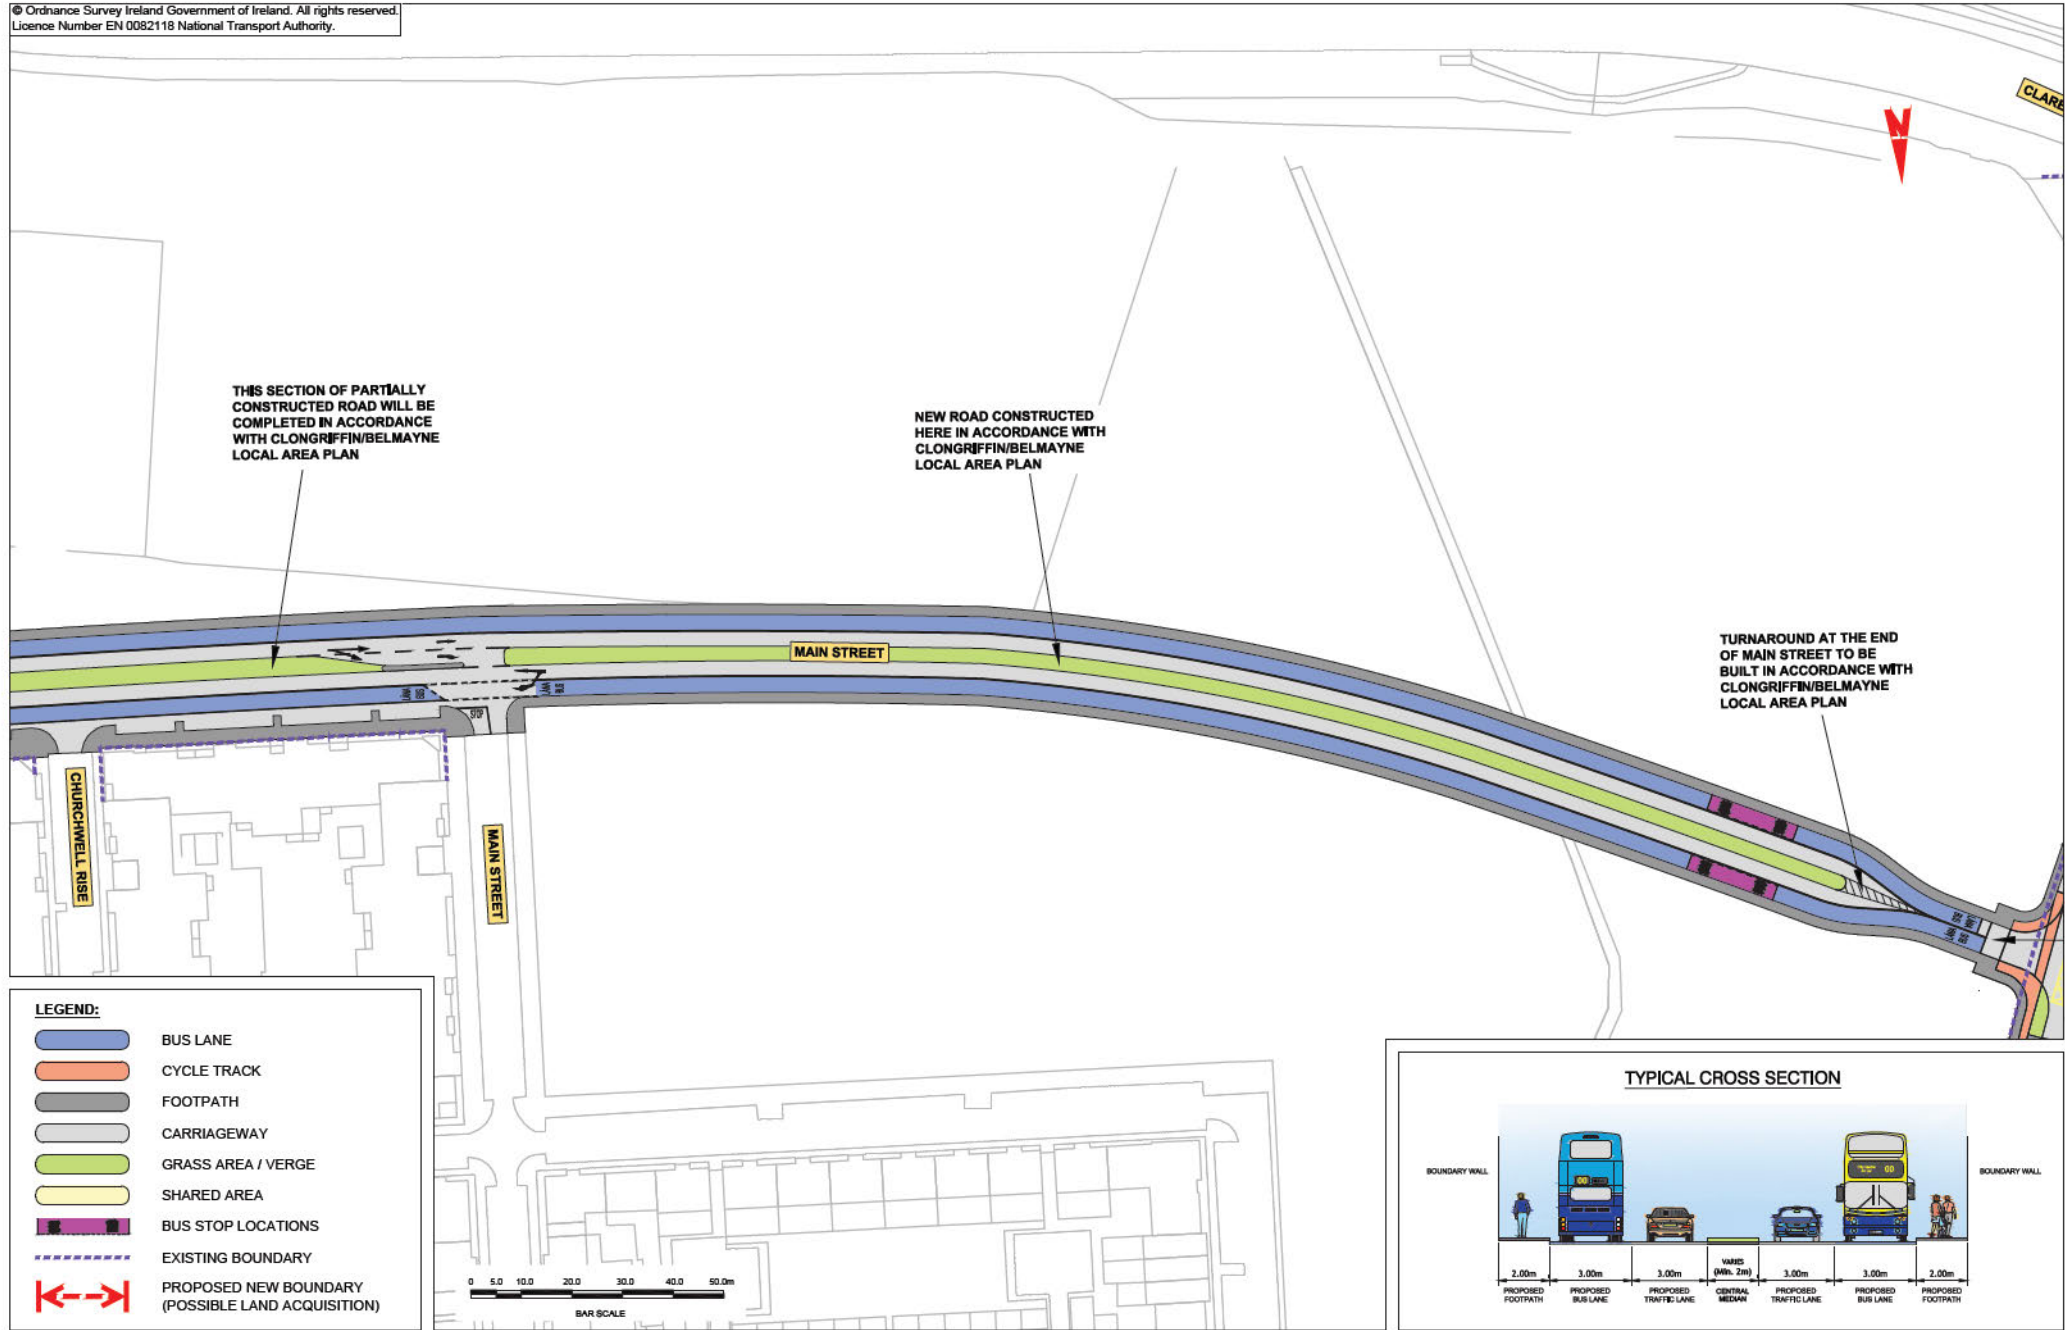 © Ordnance Survey Ireland Government of Ireland. All rights reserved.
Licence Number EN 0082118 National Transport Authority.
CLARE
N
THIS SECTION OF PARTIALLY
CONSTRUCTED ROAD WILL BE
COMPLETED IN ACCORDANCE
WITH CLONGRIFFIN/BELMAYNE
LOCAL AREA PLAN
NEW ROAD CONSTRUCTED
HERE IN ACCORDANCE WITH
CLONGRIFFIN/BELMAYNE
LOCAL AREA PLAN
TURNAROUND AT THE END
OF MAIN STREET TO BE
BUILT IN ACCORDANCE WITH
CLONGRIFFIN/BELMAYNE
LOCAL AREA PLAN
MAIN STREET
STOP
CHURCHWELL RISE
MAIN STREET
LANA
BUS
LEGEND:
BUS LANE
CYCLE TRACK
FOOTPATH
CARRIAGEWAY
GRASS AREA / VERGE
SHARED AREA
BUS STOP LOCATIONS
EXISTING BOUNDARY
PROPOSED NEW BOUNDARY
(POSSIBLE LAND ACQUISITION)
0 5.0 10.0 20.0 30.0 40.0 50.0m
BAR SCALE
TYPICAL CROSS SECTION
BOUNDARY WALL
BOUNDARY WALL
2.00m
PROPOSED
FOOTPATH
3.00m
PROPOSED
BUS LANE
3.00m
PROPOSED
TRAFFIC LANE
VARIES
(Min. 2m)
CENTRAL
MEDIAN
3.00m
PROPOSED
TRAFFIC LANE
3.00m
PROPOSED
BUS LANE
2.00m
PROPOSED
FOOTPATH